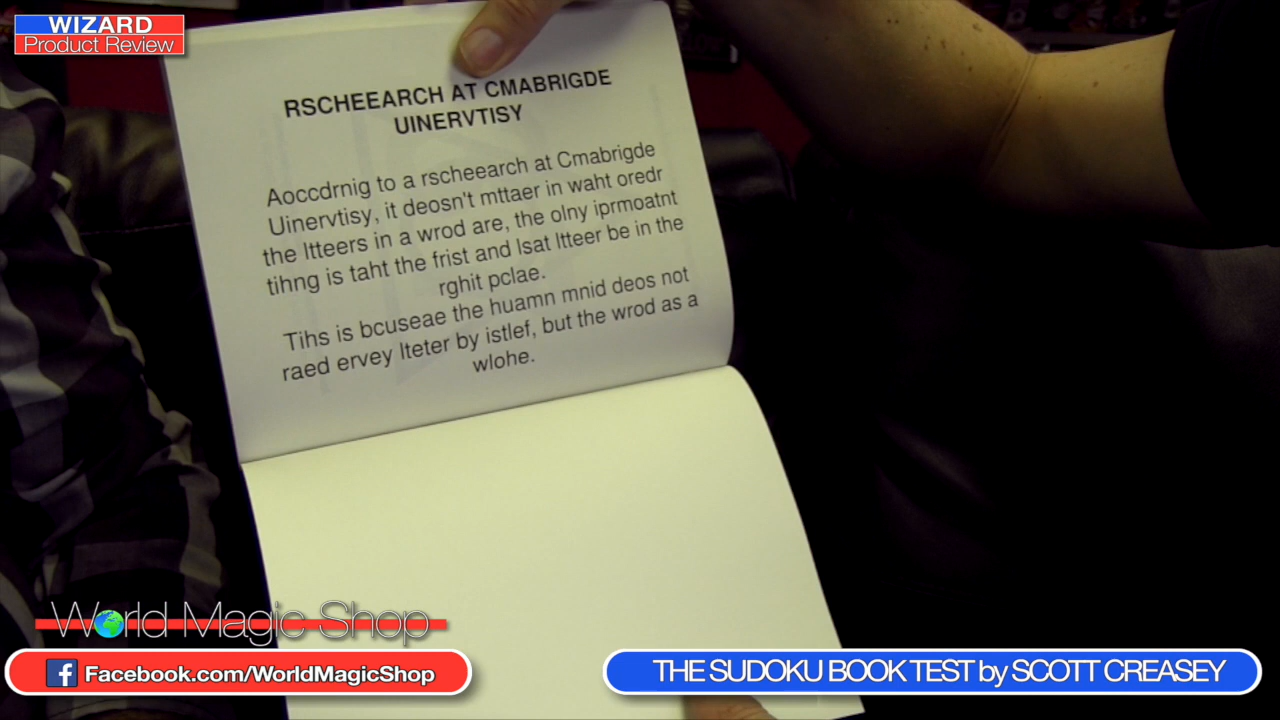 WIZARD
Product Review
RSCHEEARCH AT CMABRIGDE
UINERVTISY
Aoccdrnig to a rscheearch at Cmabrigde
Uinervtisy, it deosn't mttaer in waht oredr
the ltteers in a wrod are, the olny iprmoatnt
tihng is taht the frist and lsat ltteer be in the
rghit pclae.
Tihs is bcuseae the huamn mnid deos not
raed ervey lteter by istlef, but the wrod as a
wlohe.
World Magic Shop
Facebook.com/WorldMagicShop
THE SUDOKU BOOK TEST by SCOTT CREASEY